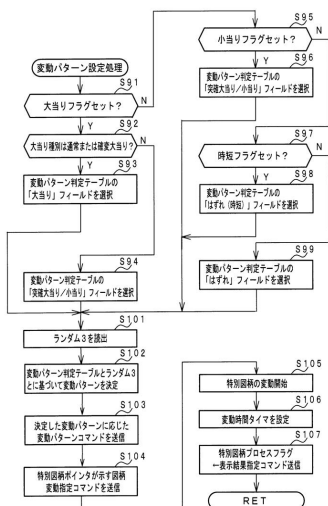 変動パターン設定処理
S91
大当りフラグセット?
N
Y
S92
大当り種別は通常または確変大当り?
N
Y
S93
変動パターン判定テーブルの
「大当り」フィールドを選択
S94
変動パターン判定テーブルの
「突確大当り/小当り」フィールドを選択
S95
小当りフラグセット?
N
Y
S96
変動パターン判定テーブルの
「突確大当り/小当り」フィールドを選択
S97
時短フラグセット?
N
Y
S98
変動パターン判定テーブルの
「はずれ(時短)」フィールドを選択
S99
変動パターン判定テーブルの
「はずれ」フィールドを選択
S101
ランダム3を読出
S102
変動パターン判定テーブルとランダム3
とに基づいて変動パターンを決定
S103
決定した変動パターンに応じた
変動パターンコマンドを送信
S104
特別図柄ポインタが示す図柄
変動指定コマンドを送信
S105
特別図柄の変動開始
S106
変動時間タイマを設定
S107
特別図柄プロセスフラグ
←表示結果指定コマンド送信
RET